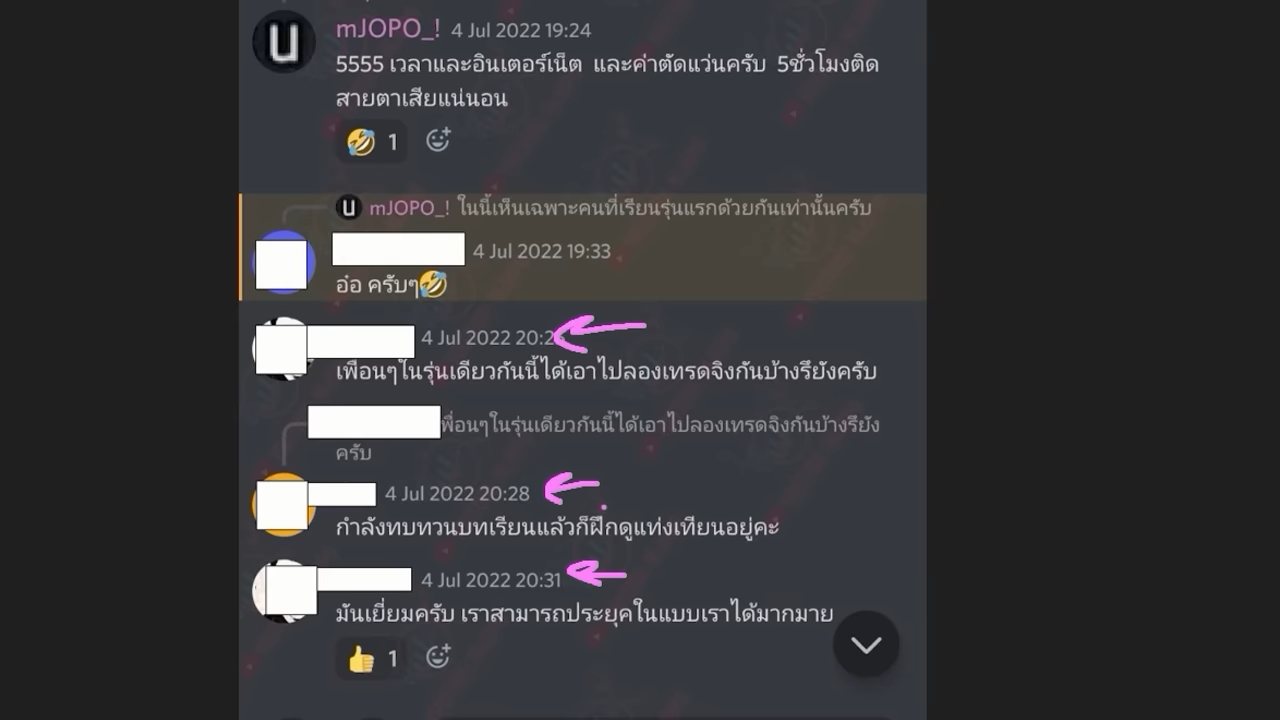 mJOPO_! 4 Jul 2022 19:24
5555 เวลาและอินเตอร์เน็ต และค่าตัดแว่นครับ 5ชั่วโมงติด
สายตาเสียแน่นอน
1
mJOPO_! ในนี้เห็นเฉพาะคนที่เรียนรุ่นแรกด้วยกันเท่านั้นครับ
4 Jul 2022 19:33
อ๋อ ครับๆ
4 Jul 2022
เพื่อนๆในรุ่นเดียวกันนี้ได้เอาไปลองเทรดจิงกันบ้างรึยังครับ
พื่อนๆในรุ่นเดียวกันนี้ได้เอาไปลองเทรดจิงกันบ้างรึยัง
ครับ
4 Jul 2022 20:28
กำลังทบทวนบทเรียนแล้วก็ฝึกดูแท่งเทียนอยู่คะ
4 Jul 2022 20:31
มันเยี่ยมครับ เราสามารถประยุคในแบบเราได้มากมาย
1